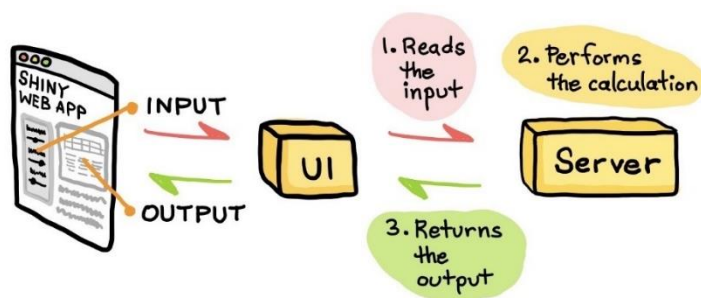 SHINY
WEB APP
INPUT
OUTPUT
UI
1. Reads
the
input
2. Performs
the calculation
Server
3. Returns
the
output